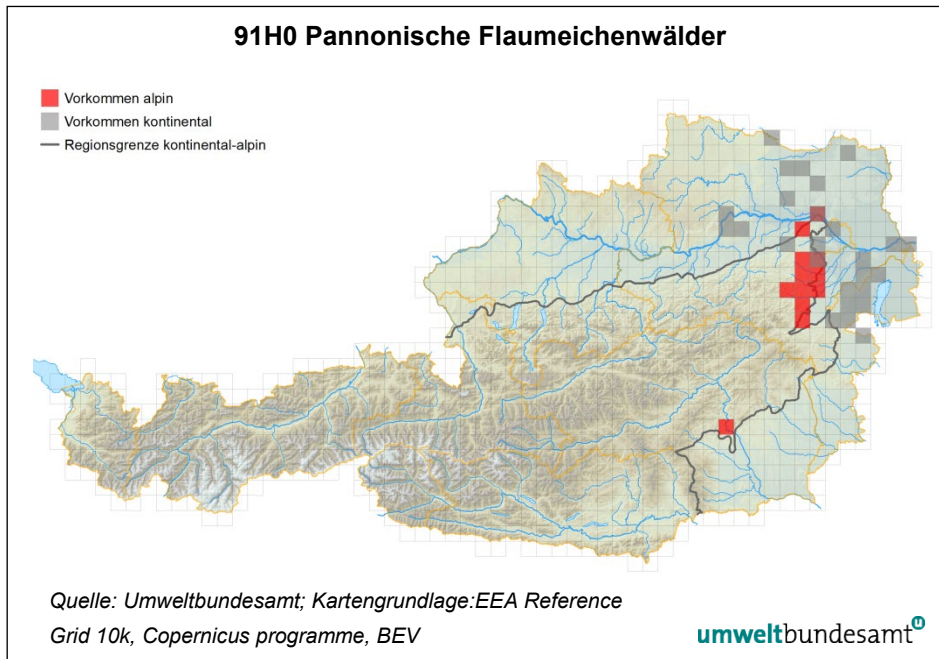 91H0 Pannonische Flaumeichenwälder
Vorkommen alpin
Vorkommen kontinental
Regionsgrenze kontinental-alpin
Quelle: Umweltbundesamt; Kartengrundlage:EEA Reference
Grid 10k, Copernicus programme, BEV
umweltbundesamt U